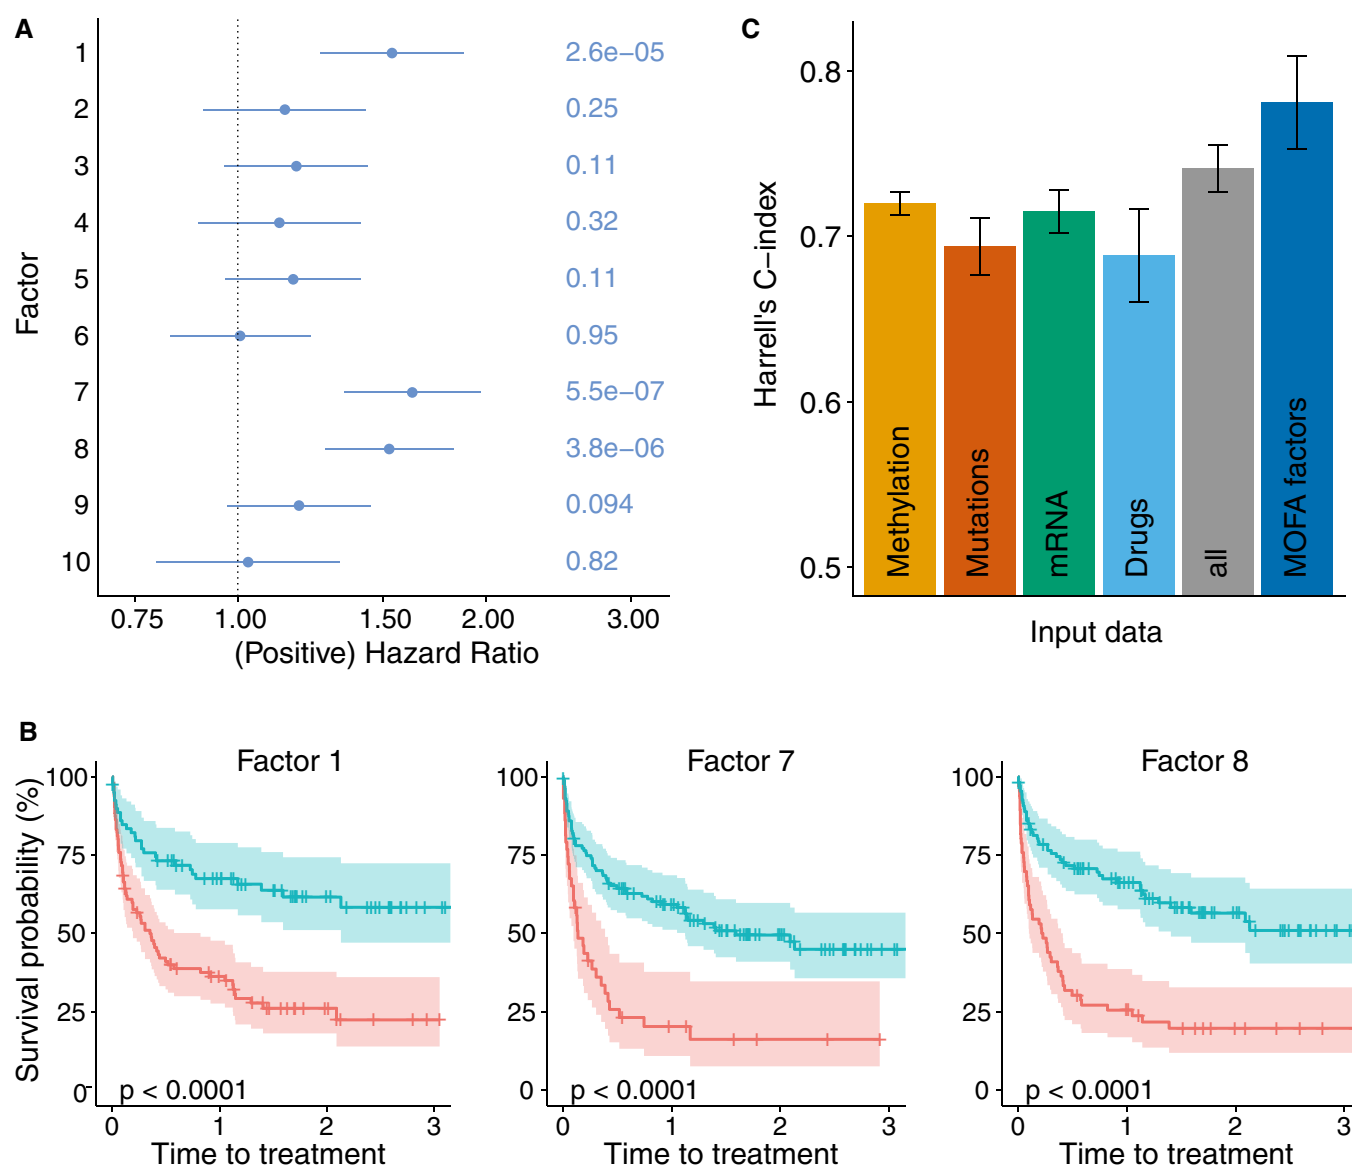 A
Factor
1 2.6e−05
2 0.25
3 0.11
4 0.32
5 0.11
6 0.95
7 5.5e−07
8 3.8e−06
9 0.094
10 0.82
0.75 1.00 1.50 2.00 3.00
(Positive) Hazard Ratio
C
Harrell's C−index
0.8
0.7
0.6
0.5
Methylation
Mutations
mRNA
Drugs
all
MOFA factors
Input data
B
Survival probability (%)
Factor 1
100
75
50
25
0
p < 0.0001
0 1 2 3
Time to treatment
Factor 7
100
75
50
25
0
p < 0.0001
0 1 2 3
Time to treatment
Factor 8
100
75
50
25
0
p < 0.0001
0 1 2 3
Time to treatment